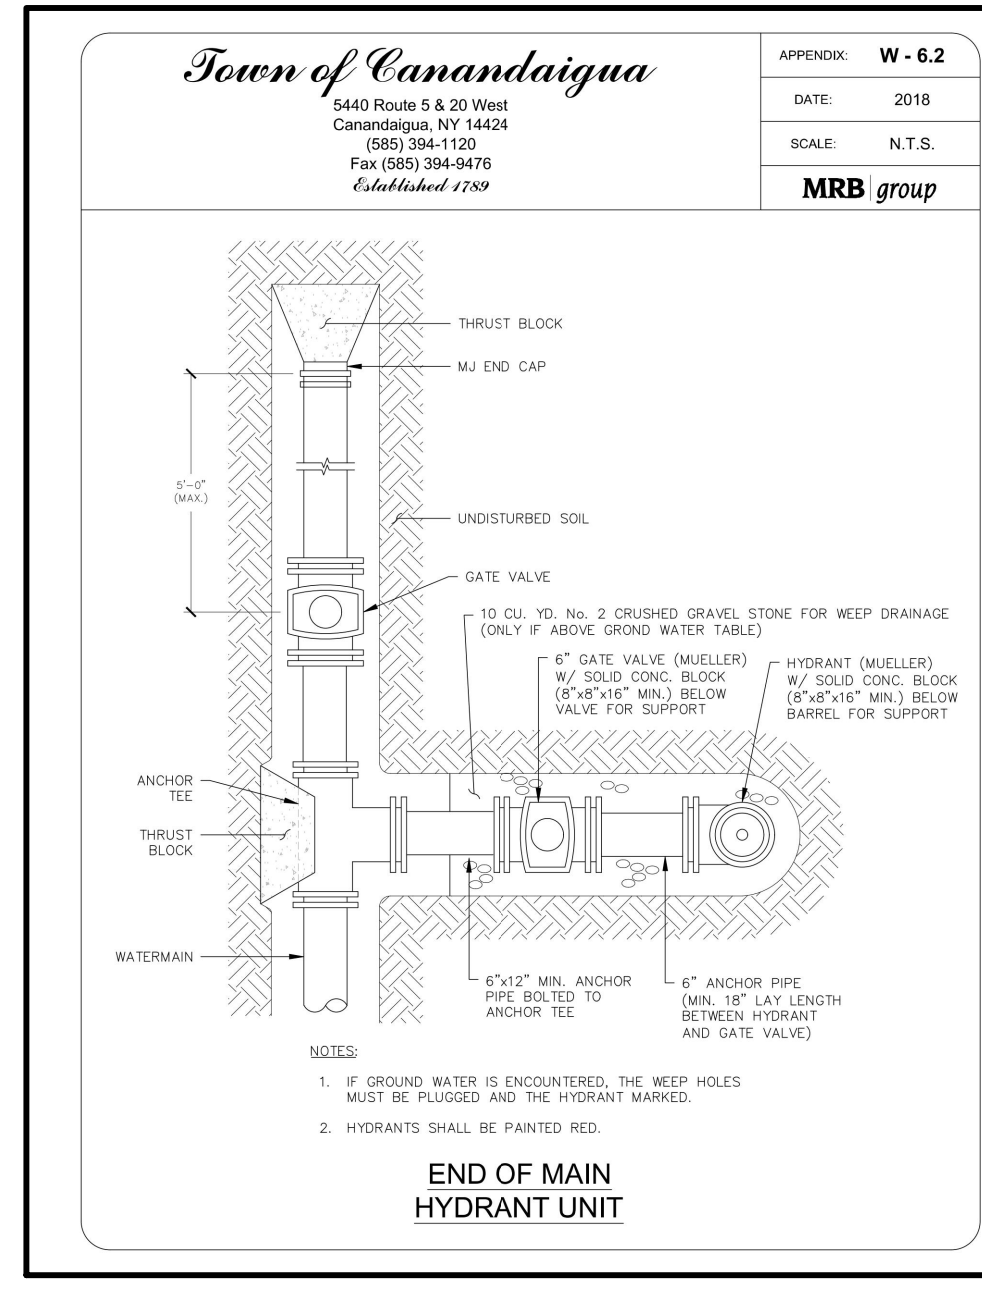 Town of Canandaigua
5440 Route 5 & 20 West
Canandaigua, NY 14424
(585) 394-1120
Fax (585) 394-9476
Established 1789
APPENDIX: W - 6.2
DATE: 2018
SCALE: N.T.S.
MRB group
THRUST BLOCK
MJ END CAP
5'-0"
(MAX.)
UNDISTURBED SOIL
GATE VALVE
10 CU. YD. No. 2 CRUSHED GRAVEL STONE FOR WEEP DRAINAGE
(ONLY IF ABOVE GROND WATER TABLE)
6" GATE VALVE (MUELLER)
W/ SOLID CONC. BLOCK
(8"x8"x16" MIN.) BELOW
VALVE FOR SUPPORT
HYDRANT (MUELLER)
W/ SOLID CONC. BLOCK
(8"x8"x16" MIN.) BELOW
BARREL FOR SUPPORT
ANCHOR
TEE
THRUST
BLOCK
WATERMAIN
6"x12" MIN. ANCHOR
PIPE BOLTED TO
ANCHOR TEE
6" ANCHOR PIPE
(MIN. 18" LAY LENGTH
BETWEEN HYDRANT
AND GATE VALVE)
NOTES:
1. IF GROUND WATER IS ENCOUNTERED, THE WEEP HOLES
MUST BE PLUGGED AND THE HYDRANT MARKED.
2. HYDRANTS SHALL BE PAINTED RED.
END OF MAIN
HYDRANT UNIT